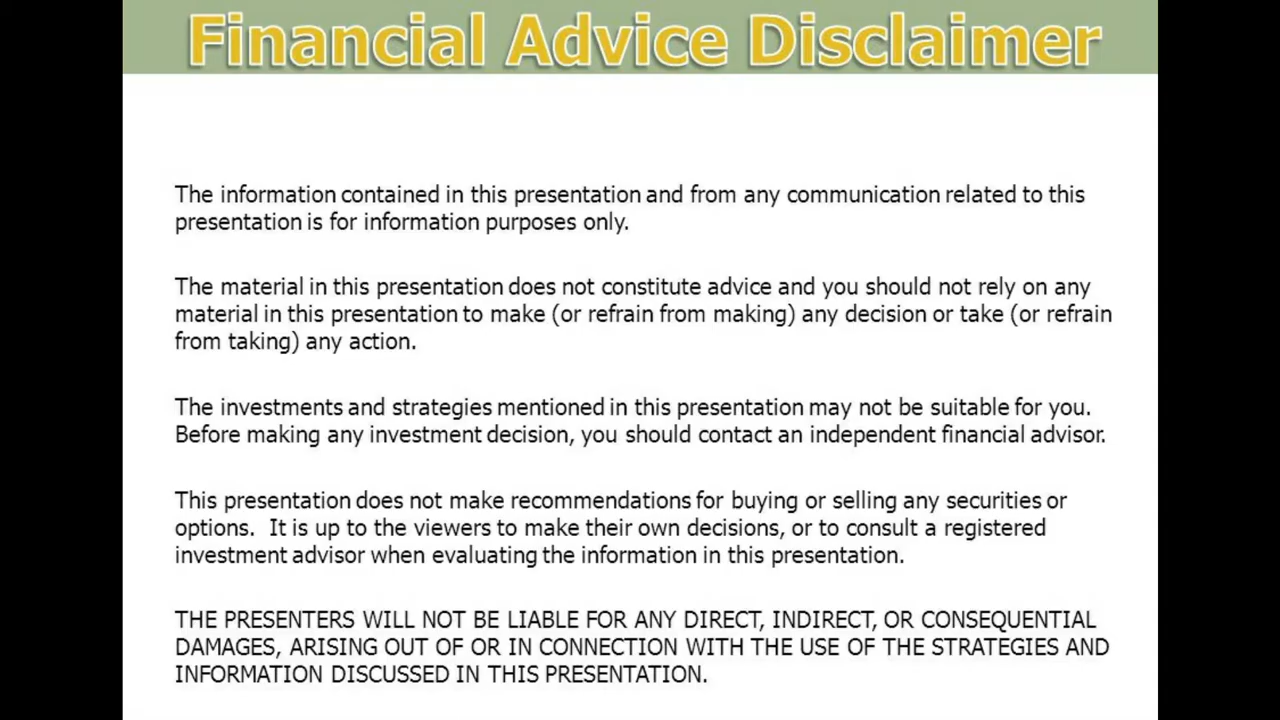 Financial Advice Disclaimer
The information contained in this presentation and from any communication related to this
presentation is for information purposes only.
The material in this presentation does not constitute advice and you should not rely on any
material in this presentation to make (or refrain from making) any decision or take (or refrain
from taking) any action.
The investments and strategies mentioned in this presentation may not be suitable for you.
Before making any investment decision, you should contact an independent financial advisor.
This presentation does not make recommendations for buying or selling any securities or
options.  It is up to the viewers to make their own decisions, or to consult a registered
investment advisor when evaluating the information in this presentation.
THE PRESENTERS WILL NOT BE LIABLE FOR ANY DIRECT, INDIRECT, OR CONSEQUENTIAL
DAMAGES, ARISING OUT OF OR IN CONNECTION WITH THE USE OF THE STRATEGIES AND
INFORMATION DISCUSSED IN THIS PRESENTATION.